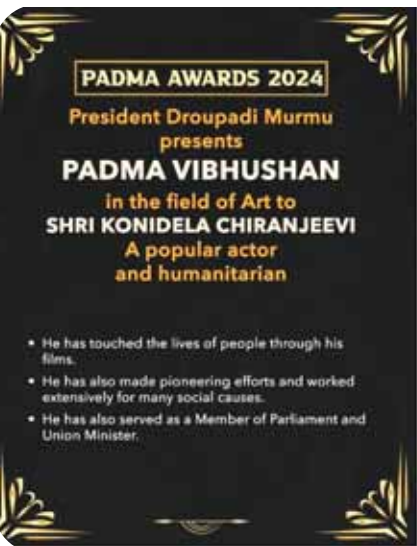 PADMA AWARDS 2024
President Droupadi Murmu
presents
PADMA VIBHUSHAN
in the field of Art to
SHRI KONIDELA CHIRANJEEVI
A popular actor
and humanitarian
• He has touched the lives of people through his
films.
• He has also made pioneering efforts and worked
extensively for many social causes.
• He has also served as a Member of Parliament and
Union Minister.